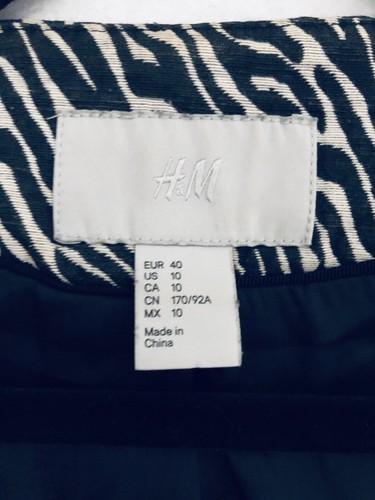 H&M
EUR 40
US 10
CA 10
CN 170/92A
MX 10
Made in
China